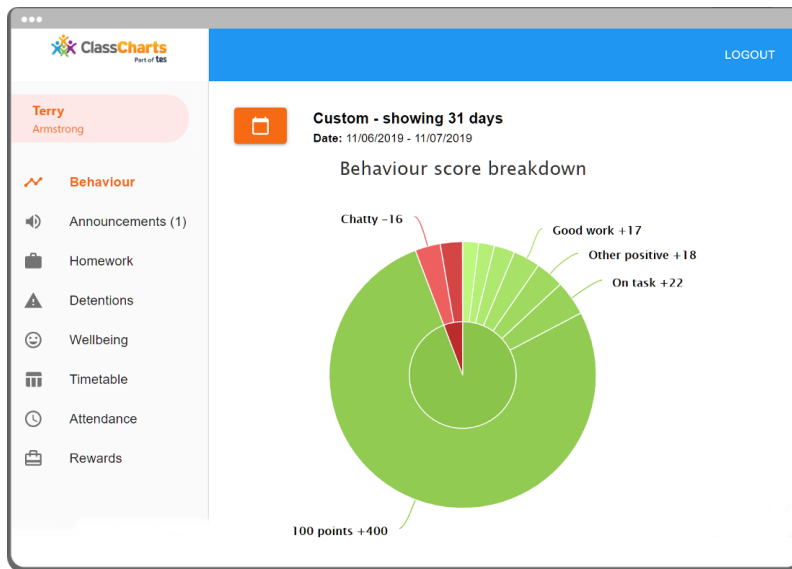 ClassCharts
Part of tes
LOGOUT
Terry
Armstrong
Behaviour
Announcements (1)
Homework
Detentions
Wellbeing
Timetable
Attendance
Rewards
Custom - showing 31 days
Date: 11/06/2019 - 11/07/2019
Behaviour score breakdown
Chatty -16
Good work +17
Other positive +18
On task +22
100 points +400